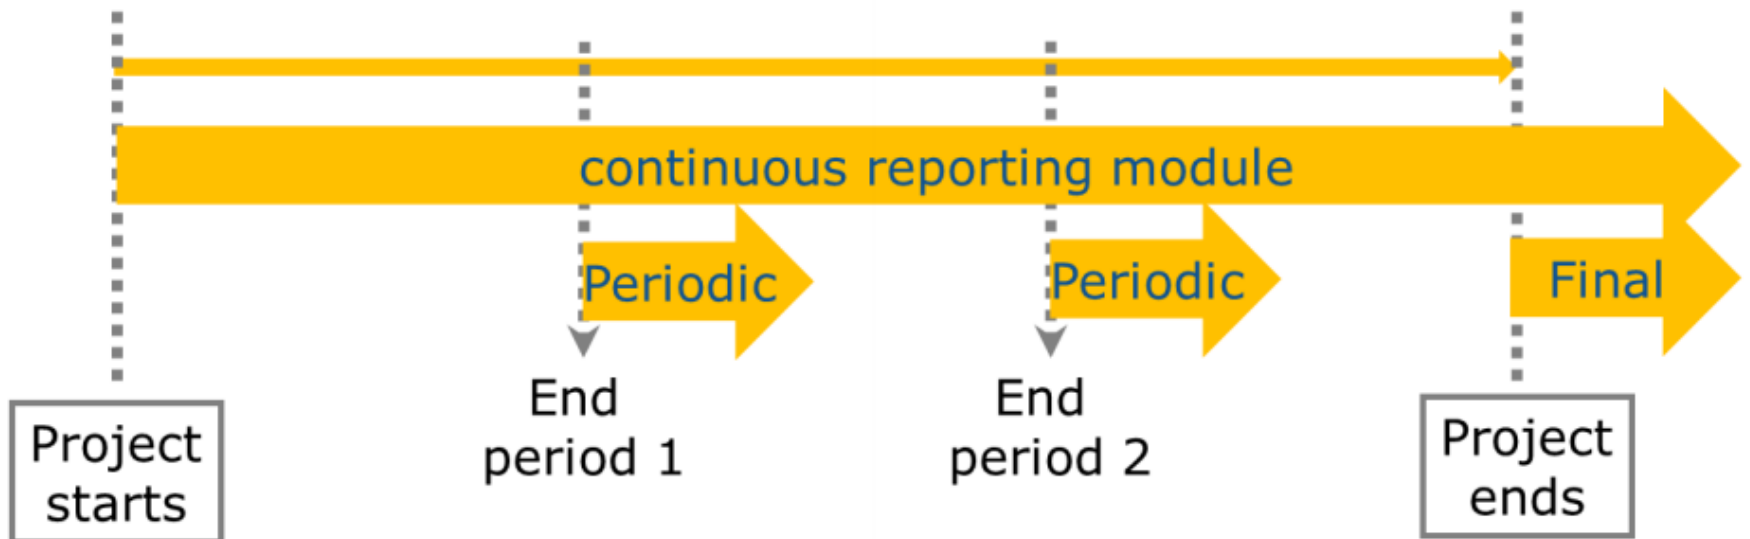 continuous reporting module
Periodic
Periodic
Final
End
period 1
End
period 2
Project
starts
Project
ends